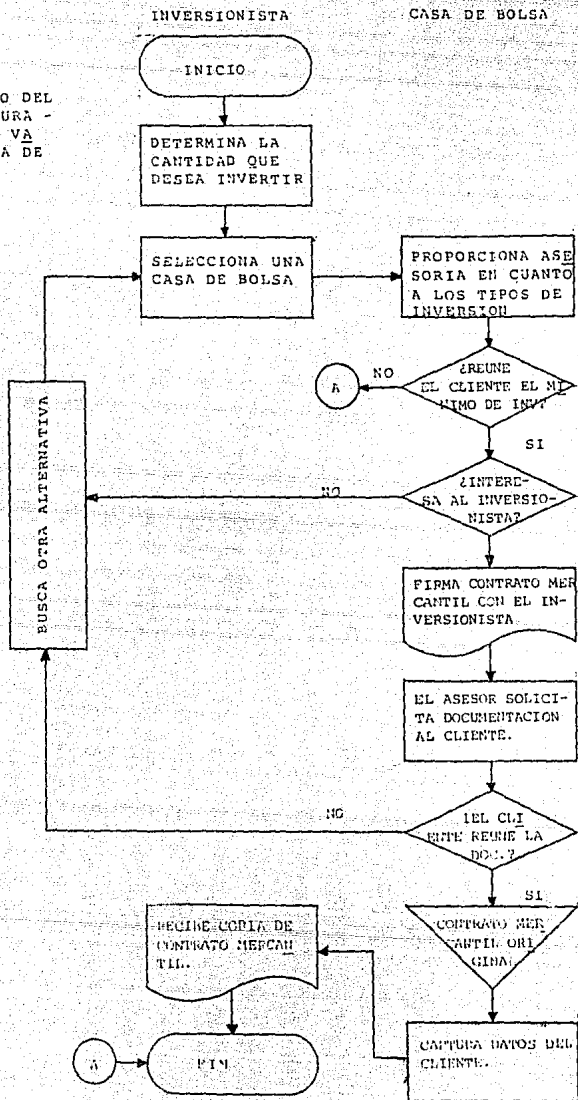 INVERSIONISTA
CASA DE BOLSA
INICIO
O DEL
URA -
VA
A DE
DETERMINA LA
CANTIDAD QUE
DESEA INVERTIR
SELECCIONA UNA
CASA DE BOLSA
PROPORCIONA ASE
SORIA EN CUANTO
A LOS TIPOS DE
INVERSION
¿REUNE
EL CLIENTE EL MI
NIMO DE INV?
NO
A
SI
¿INTERE-
SA AL INVERSIO-
NISTA?
NO
BUSCA OTRA ALTERNATIVA
FIRMA CONTRATO MER
CANTIL CON EL IN-
VERSIONISTA
EL ASESOR SOLICI-
TA DOCUMENTACION
AL CLIENTE.
¿EL CLI
ENTE REUNE LA
DOC.?
NO
SI
CONTRATO MER
CANTIL ORI
GINAL
RECIBE COPIA DE
CONTRATO MERCAN
TIL.
CAPTURA DATOS DEL
CLIENTE.
A
FIN